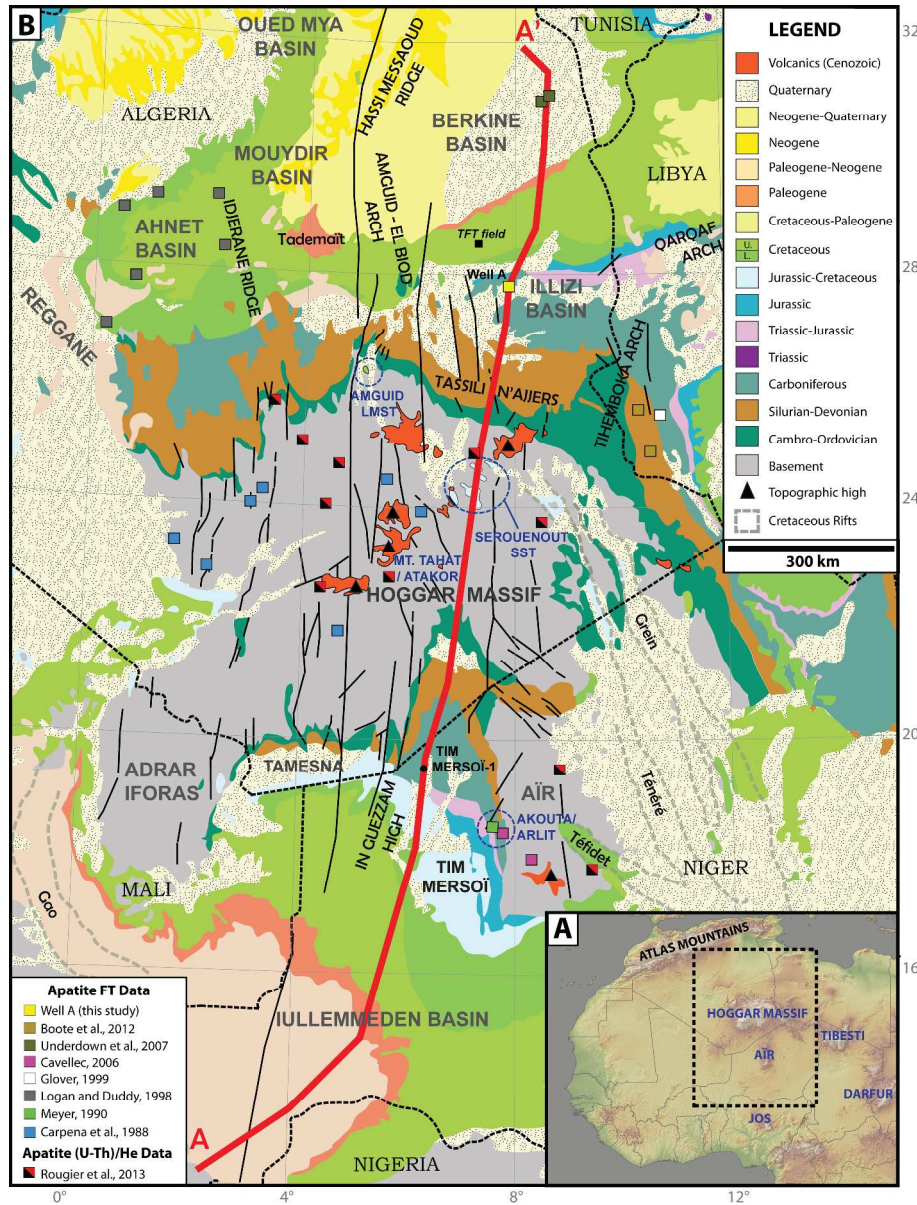 B
OUED MYA
BASIN
HASSI MESSAOUD
RIDGE
A'
TUNISIA
32
ALGERIA
BERKINE
BASIN
MOUYDIR
BASIN
LIBYA
AHNET
BASIN
IDJERANE RIDGE
Tademaït
AMGUID - EL BIOD
ARCH
TFT field
QARQAF
ARCH
Well A
ILLIZI
BASIN
28
REGGANE
TASSILI N'AJJERS
TIHEMBOKA ARCH
AMGUID
LMST
24
SEROUENOUT
SST
MT. TAHAT
/ ATAKOR
HOGGAR MASSIF
Grein
20
ADRAR
IFORAS
TAMESNA
TIM
MERSOÏ-1
AÏR
Ténéré
IN GUEZZAM
HIGH
AKOUTA/
ARLIT
Téfidet
MALI
TIM
MERSOÏ
NIGER
Gao
16
IULLEMMEDEN BASIN
A
NIGERIA
0°
4°
8°
12°
LEGEND
Volcanics (Cenozoic)
Quaternary
Neogene-Quaternary
Neogene
Paleogene-Neogene
Paleogene
Cretaceous-Paleogene
U.
L.
Cretaceous
Jurassic-Cretaceous
Jurassic
Triassic-Jurassic
Triassic
Carboniferous
Silurian-Devonian
Cambro-Ordovician
Basement
Topographic high
Cretaceous Rifts
300 km
Apatite FT Data
Well A (this study)
Boote et al., 2012
Underdown et al., 2007
Cavellec, 2006
Glover, 1999
Logan and Duddy, 1998
Meyer, 1990
Carpena et al., 1988
Apatite (U-Th)/He Data
Rougier et al., 2013
A
ATLAS MOUNTAINS
HOGGAR MASSIF
TIBESTI
AÏR
DARFUR
JOS